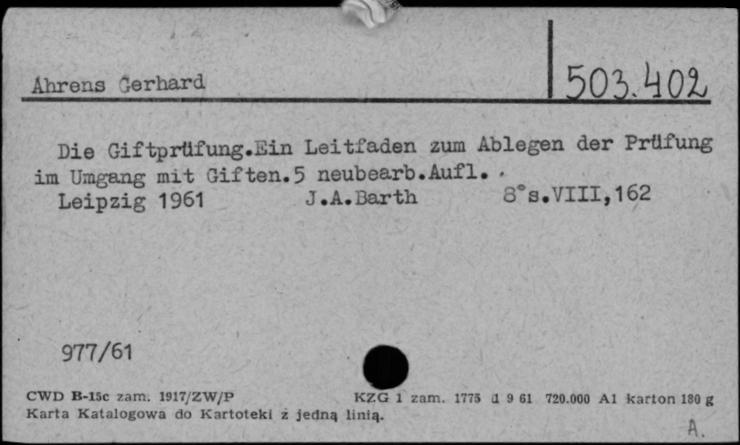 Ahrens Gerhard
503.402
Die Giftprüfung.Ein Leitfaden zum Ablegen der Prüfung
im Umgang mit Giften.5 neubearb.Aufl.
Leipzig 1961 J.A.Barth 8°s.VIII,162
977/61
CWD B-15c zam. 1917/ZW/P KZG 1 zam. 1775 d 9 61 720.000 A1 karton 180 g
Karta Katalogowa do Kartoteki z jedną linią.
A.